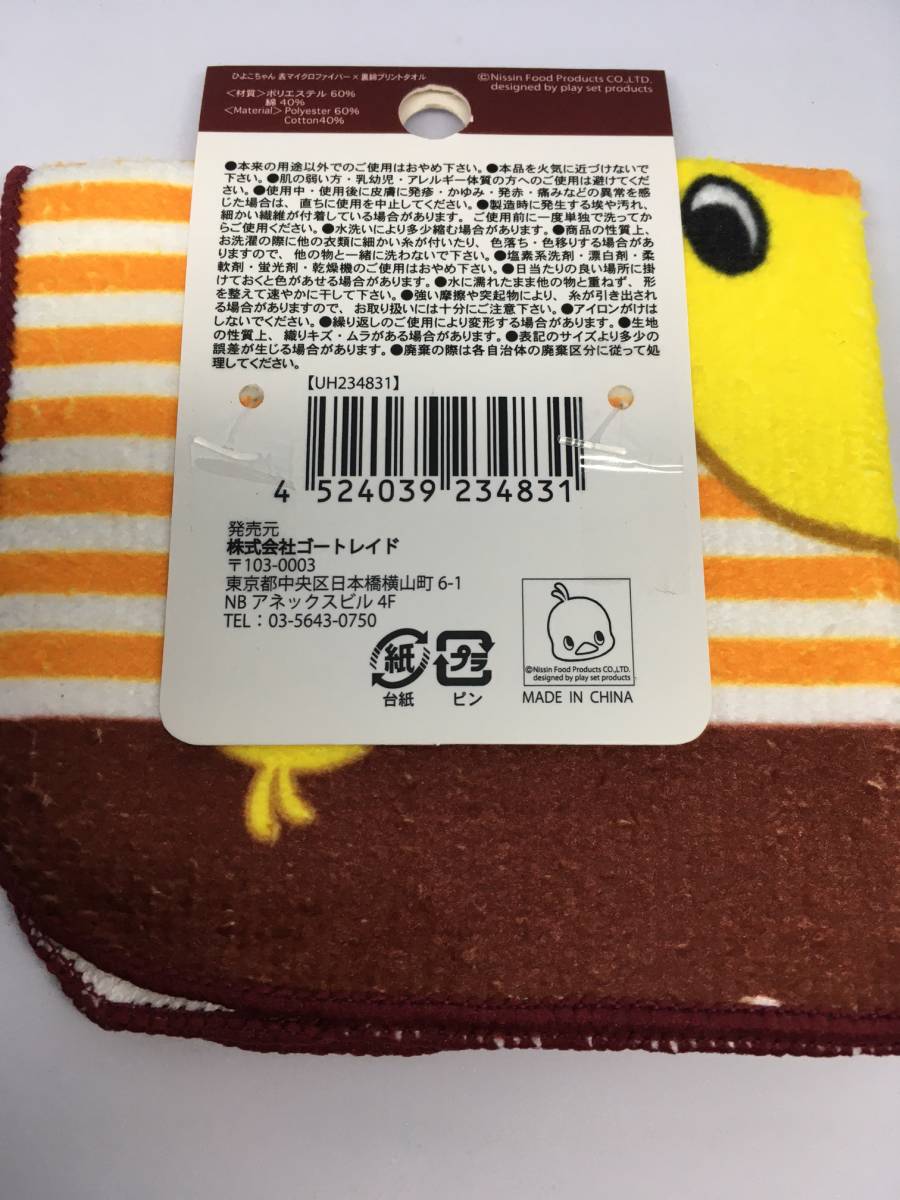 ひよこちゃん 表マイクロファイバー×裏綿プリントタオル
＜材質＞ポリエステル 60%
綿 40%
＜Material＞Polyester 60%
Cotton40%
©Nissin Food Products CO.,LTD.
designed by play set products
●本来の用途以外でのご使用はおやめ下さい。●本品を火気に近づけないで
下さい。●肌の弱い方・乳幼児・アレルギー体質の方へのご使用は避けてくだ
さい。●使用中・使用後に皮膚に発疹・かゆみ・発赤・痛みなどの異常を感
じた場合は、直ちに使用を中止してください。●製造時に発生する埃や汚れ、
細かい繊維が付着している場合があります。ご使用前に一度単独で洗ってか
らご使用ください。●水洗いにより多少縮む場合があります。●商品の性質上、
お洗濯の際に他の衣類に細かい糸が付いたり、色落ち・色移りする場合があ
りますので、他の物と一緒に洗わないで下さい。●塩素系洗剤・漂白剤・柔
軟剤・蛍光剤・乾燥機のご使用はお避け下さい。●日当たりの良い場所に掛
けておくと色があせる場合があります。●水に濡れたまま他の物と重ねず、形
を整えて速やかに干して下さい。●強い摩擦や突起物により、糸が引き出され
る場合がありますので、お取り扱いには十分にご注意下さい。●アイロンがけは
しないでください。●繰り返しのご使用により変形する場合があります。●生地
の性質上、織りキズ・ムラがある場合があります。●表記のサイズより多少の
誤差が生じる場合があります。●廃棄の際は各自治体の廃棄区分に従って処
理してください。
【UH234831】
4 524039 234831
発売元
株式会社ゴートレイド
〒103-0003
東京都中央区日本橋横山町 6-1
NB アネックスビル 4F
TEL：03-5643-0750
紙
台紙
プラ
ピン
©Nissin Food Products CO.,LTD.
designed by play set products
MADE IN CHINA